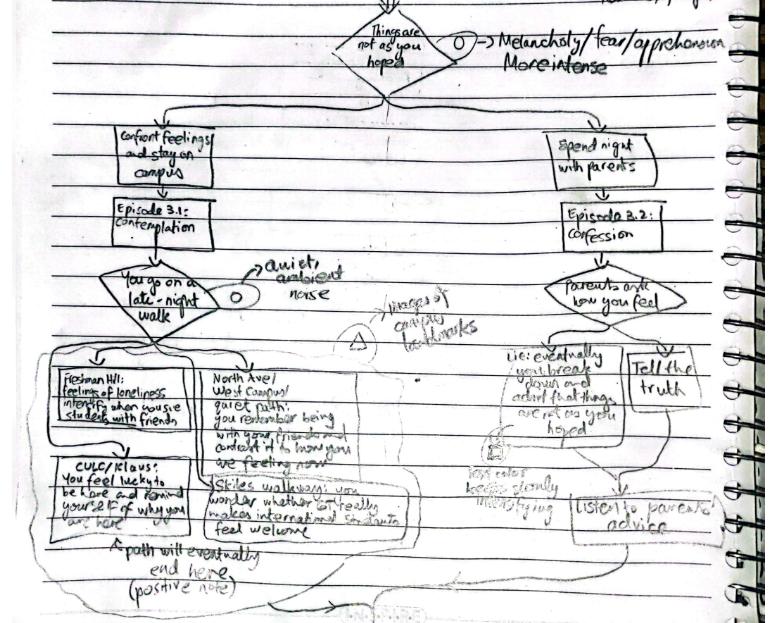 Things are
not as you
hoped
O → Melancholy/fear/apprehension
More intense
Confront feelings
and stay on
campus
Spend night
with parents
Episode 3.1:
Contemplation
Episode 3.2:
Confession
You go on a
late-night
walk
O
quiet,
ambient
noise
Parents ask
how you feel
Images of
campus
landmarks
Freshman Hill:
feelings of loneliness
intensify when you see
students with friends
North Ave/
West Campus/
quiet path:
you remember being
with your friends and
contrast it to how you
are feeling now
Lie: eventually
you break
down and
admit that things
are not as you
hoped
Tell the
truth
CULC/Klaus:
You feel lucky to
be here and remind
yourself of why you
are here
Skiles walkway: you
wonder whether GT really
makes international students
feel welcome
text color
keeps slowly
intensifying
Listen to parents'
advice
path will eventually
end here
(positive note)